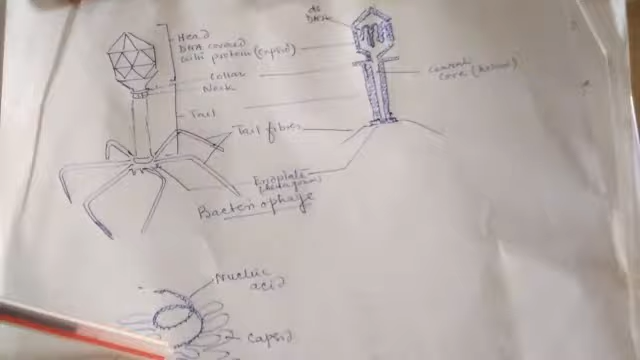 ds
DNA
Head
DNA covered
with protein (capsid)
Collar
Neck
Central
core (hollow)
Tail
Tail fibres
Endplate
(Hexagonal)
Bacteriophage
Nucleic
acid
Capsid